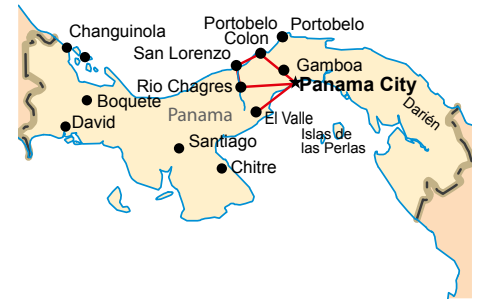 Portobelo
Colon
Portobelo
Changuinola
San Lorenzo
Gamboa
Rio Chagres
Panama City
Boquete
Panama
Darién
David
El Valle
Islas de
las Perlas
Santiago
Chitre